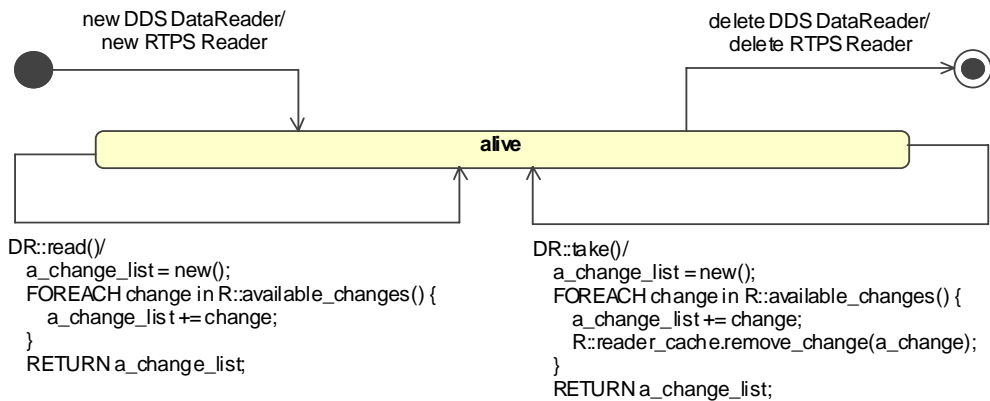 new DDS DataReader/
new RTPS Reader
delete DDS DataReader/
delete RTPS Reader
alive
DR::read()/
a_change_list = new();
FOREACH change in R::available_changes() {
a_change_list += change;
}
RETURN a_change_list;
DR::take()/
a_change_list = new();
FOREACH change in R::available_changes() {
a_change_list += change;
R::reader_cache.remove_change(a_change);
}
RETURN a_change_list;